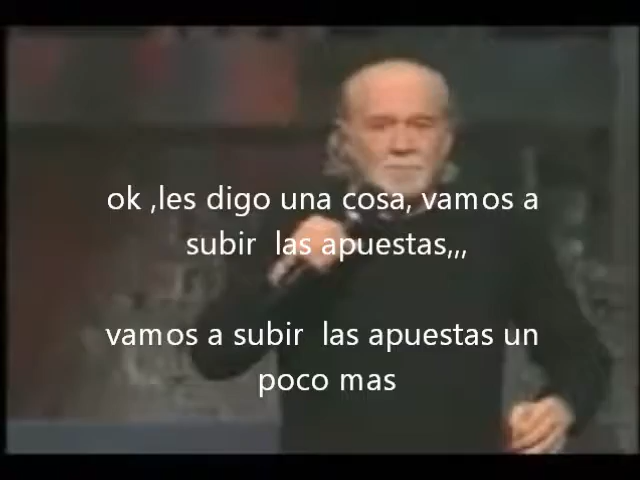 ok ,les digo una cosa, vamos a
subir  las apuestas,,,
vamos a subir  las apuestas un
poco mas